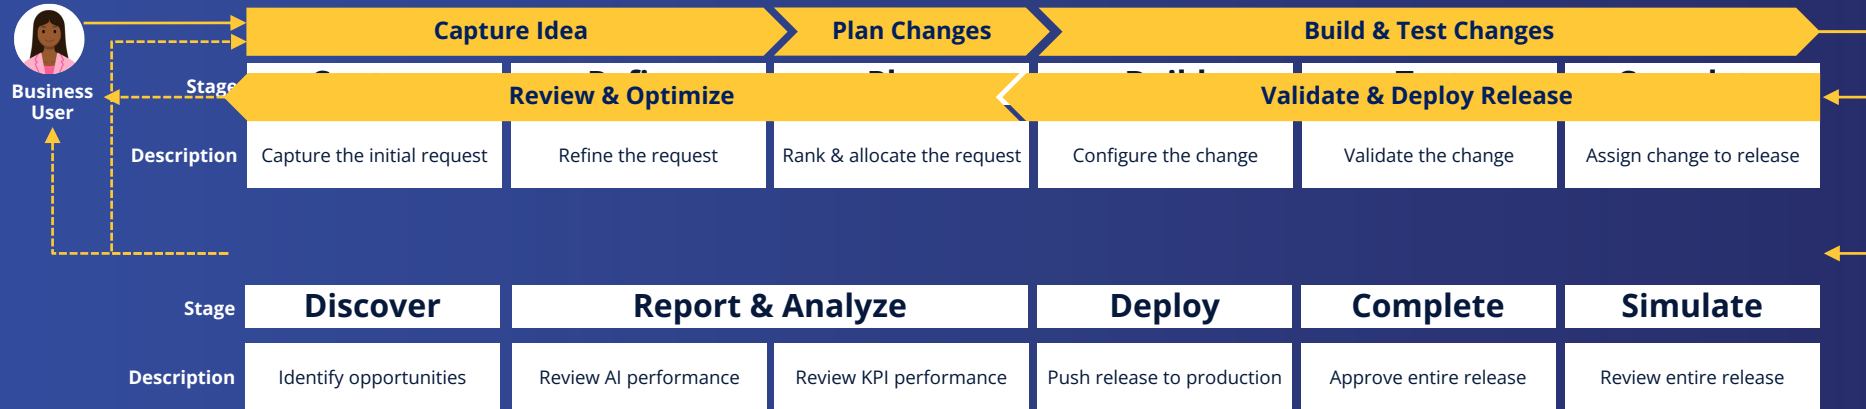 Capture Idea
Plan Changes
Build & Test Changes
Business
User
Stage
Review & Optimize
Validate & Deploy Release
Description
Capture the initial request
Refine the request
Rank & allocate the request
Configure the change
Validate the change
Assign change to release
Stage
Discover
Report & Analyze
Deploy
Complete
Simulate
Description
Identify opportunities
Review AI performance
Review KPI performance
Push release to production
Approve entire release
Review entire release